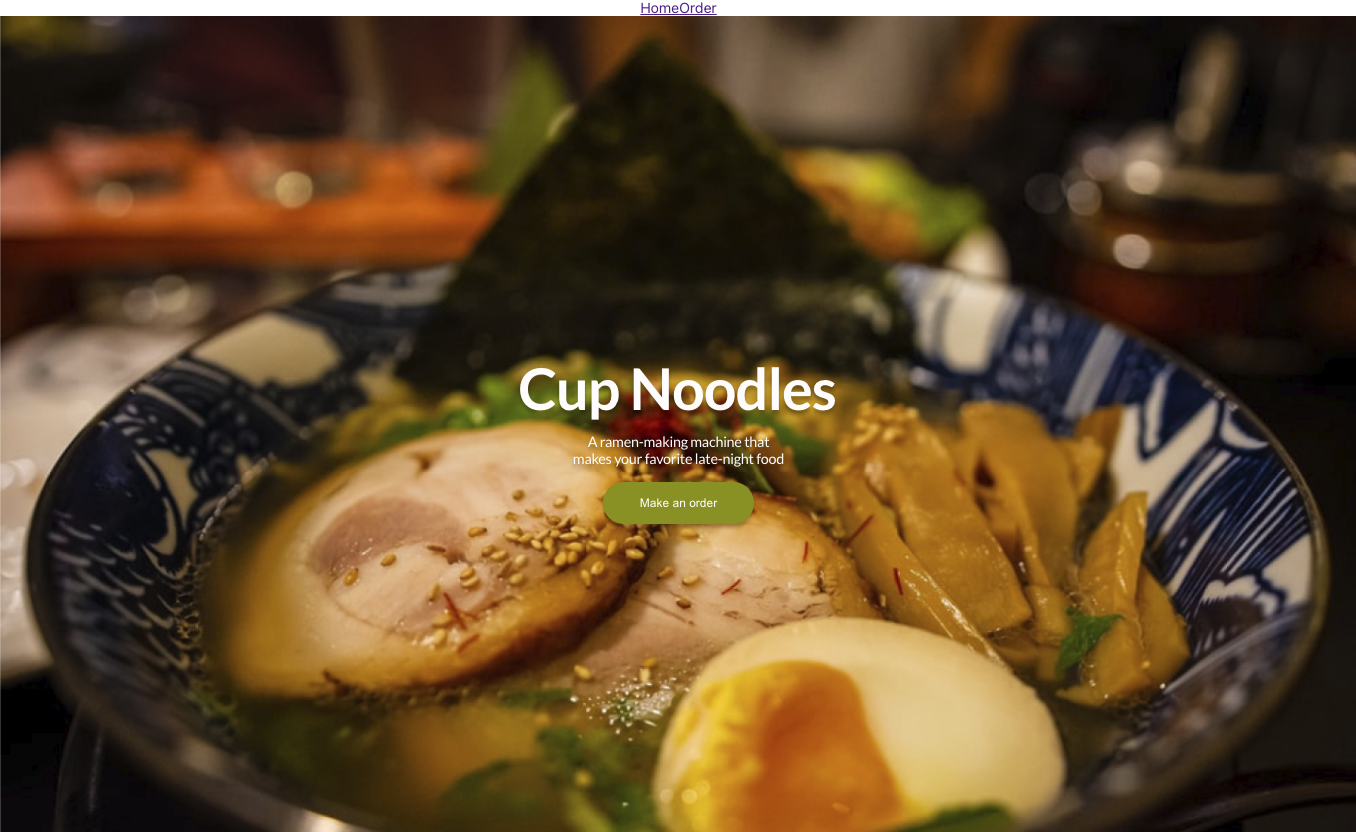 HomeOrder
Cup Noodles
A ramen-making machine that
makes your favorite late-night food
Make an order